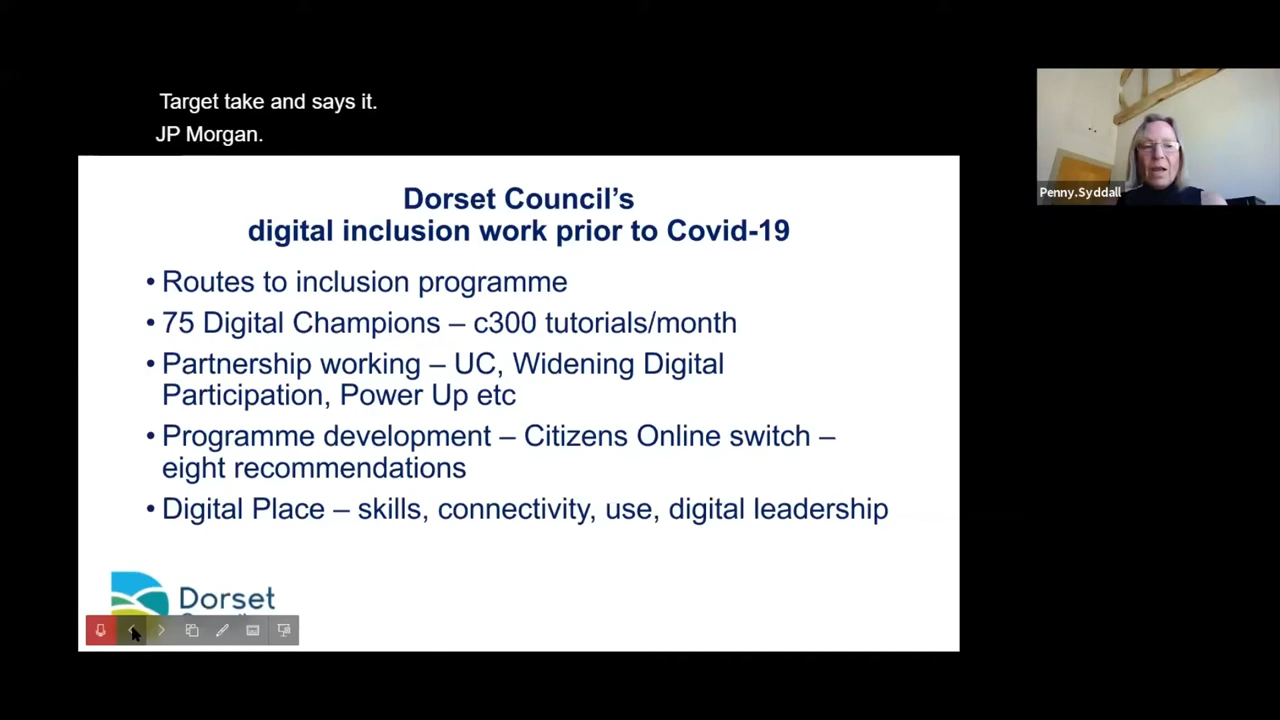 Target take and says it.
JP Morgan.
Penny.Syddall
Dorset Council’s
digital inclusion work prior to Covid-19
• Routes to inclusion programme
• 75 Digital Champions – c300 tutorials/month
• Partnership working – UC, Widening Digital
Participation, Power Up etc
• Programme development – Citizens Online switch –
eight recommendations
• Digital Place – skills, connectivity, use, digital leadership
Dorset